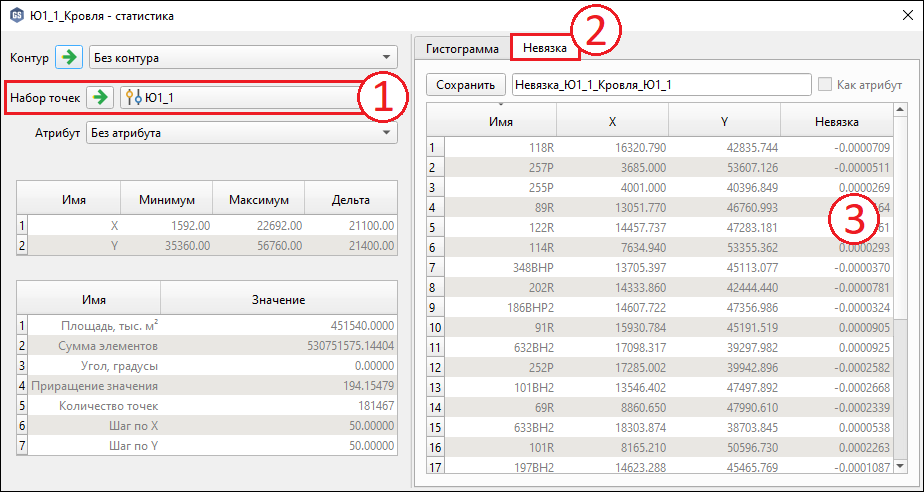 GS Ю1_1_Кровля - статистика
Контур Без контура
Набор точек Ю1_1
1
Атрибут Без атрибута
Имя Минимум Максимум Дельта
1 X 1592.00 22692.00 21100.00
2 Y 35360.00 56760.00 21400.00
Имя Значение
1 Площадь, тыс. м² 451540.0000
2 Сумма элементов 530751575.14404
3 Угол, градусы 0.00000
4 Приращение значения 194.15479
5 Количество точек 181467
6 Шаг по X 50.00000
7 Шаг по Y 50.00000
Гистограмма Невязка
2
Сохранить Невязка_Ю1_1_Кровля_Ю1_1 Как атрибут
Имя X Y Невязка
1 118R 16320.790 42835.744 -0.0000709
2 257P 3685.000 53607.126 -0.0000511
3 255P 4001.000 40396.849 0.0000269
4 89R 13051.770 46760.993
5 122R 14457.737 47283.181
3
6 114R 7634.940 53355.362 0.0000293
7 348BHP 13705.397 45113.077 -0.0000370
8 202R 14333.860 42444.440 -0.0000781
9 186BHP2 14607.722 47356.986 -0.0000324
10 91R 15930.784 45191.519 0.0000905
11 632BH2 17098.317 39297.982 0.0000925
12 252P 17285.002 39942.896 -0.0002582
13 101BH2 13546.402 47497.892 -0.0002668
14 69R 8860.650 47990.610 -0.0002339
15 633BH2 18303.874 38703.845 0.0000538
16 101R 8165.210 50596.730 0.0002263
17 197BH2 14623.288 45465.769 -0.0001087